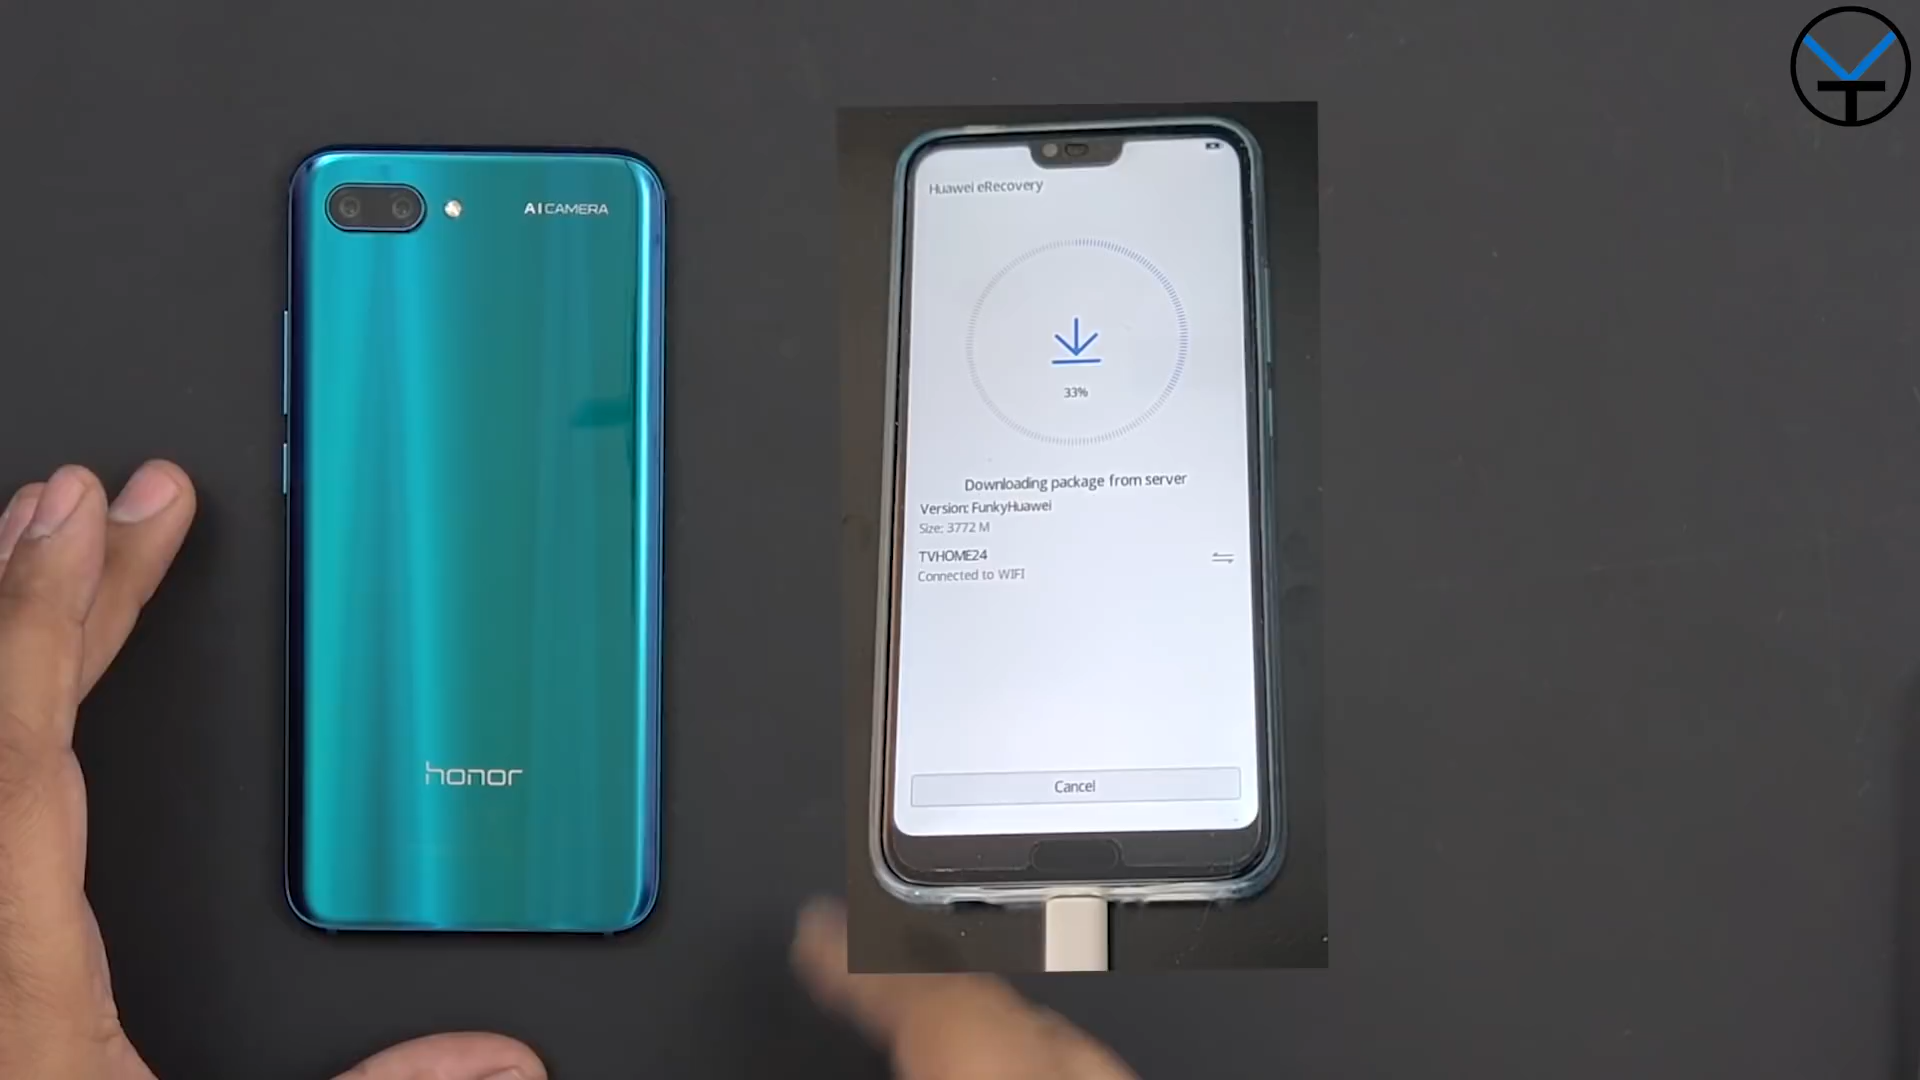 AI CAMERA
honor
Huawei eRecovery
33%
Downloading package from server
Version: FunkyHuawei
Size: 3772 M
TVHOME24
Connected to WIFI
Cancel